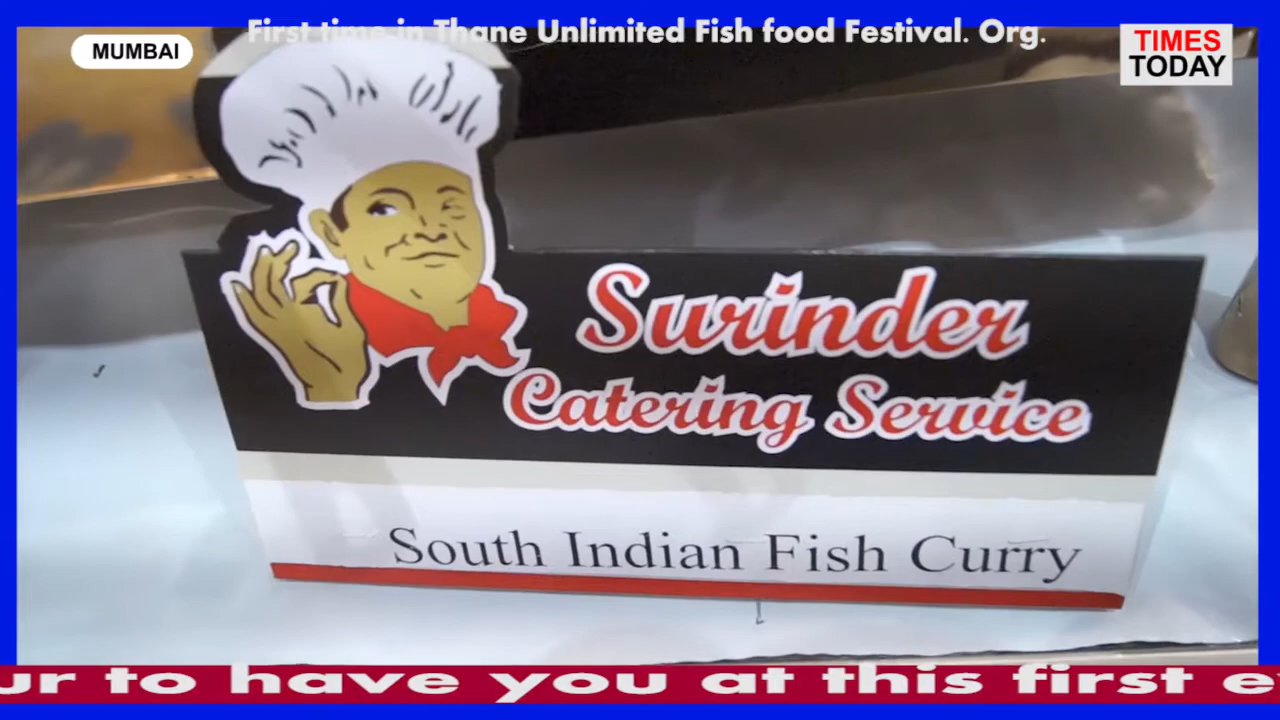 First time in Thane Unlimited Fish food Festival. Org.
MUMBAI
TIMES
TODAY
Surinder
Catering Service
South Indian Fish Curry
to have you at this first